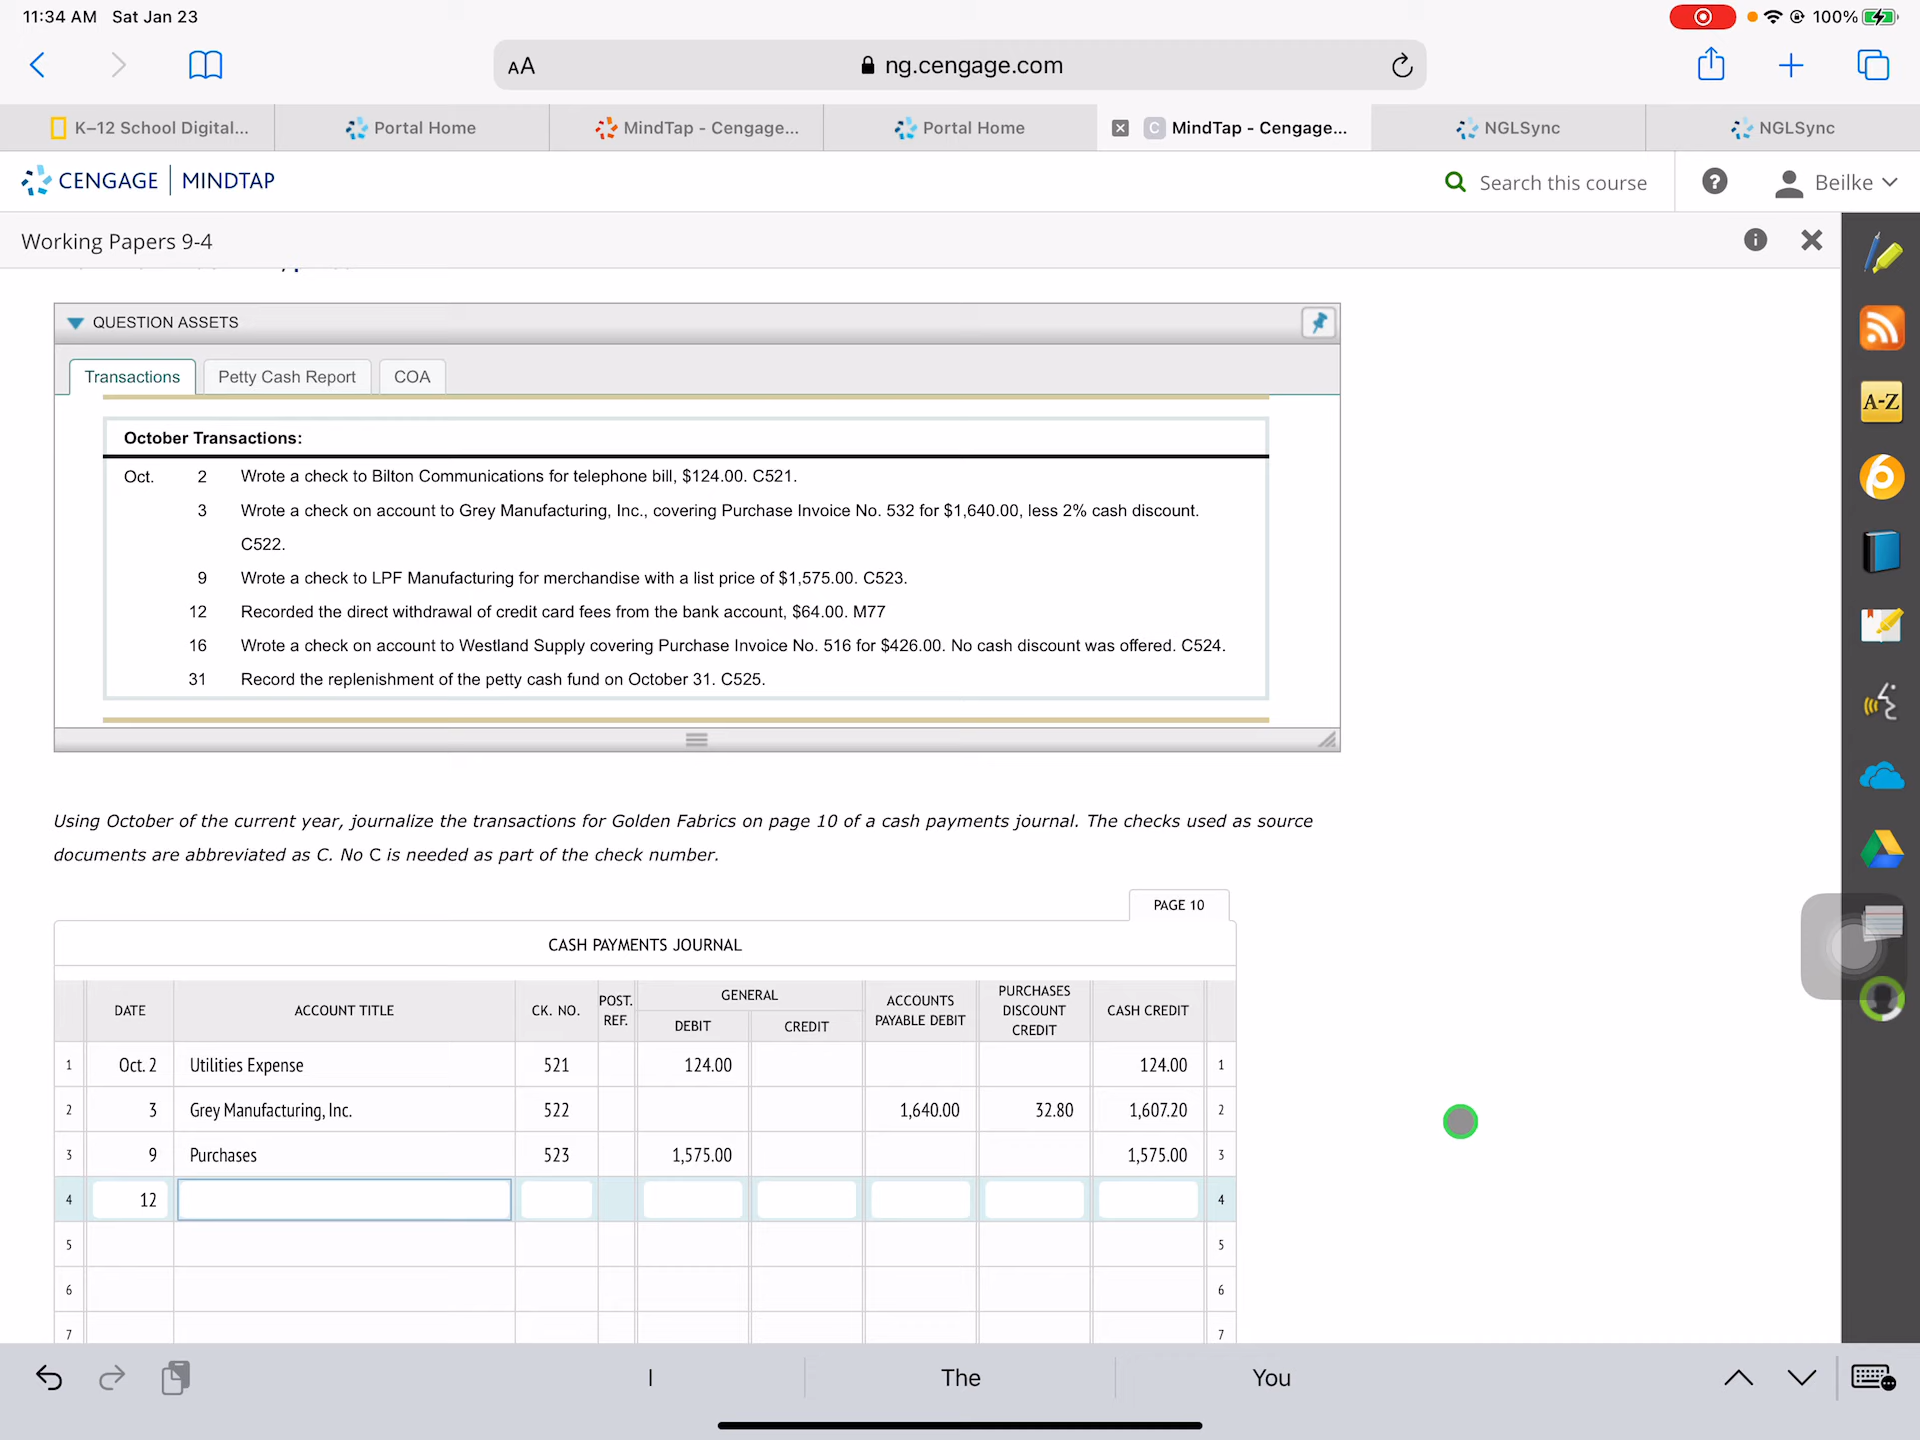 11:34 AM Sat Jan 23
100%
AA ng.cengage.com
K–12 School Digital... Portal Home MindTap - Cengage... Portal Home C MindTap - Cengage... NGLSync NGLSync
CENGAGE MINDTAP Search this course ? Beilke
Working Papers 9-4
QUESTION ASSETS
Transactions Petty Cash Report COA
October Transactions:
Oct. 2 Wrote a check to Bilton Communications for telephone bill, $124.00. C521.
3 Wrote a check on account to Grey Manufacturing, Inc., covering Purchase Invoice No. 532 for $1,640.00, less 2% cash discount.
C522.
9 Wrote a check to LPF Manufacturing for merchandise with a list price of $1,575.00. C523.
12 Recorded the direct withdrawal of credit card fees from the bank account, $64.00. M77
16 Wrote a check on account to Westland Supply covering Purchase Invoice No. 516 for $426.00. No cash discount was offered. C524.
31 Record the replenishment of the petty cash fund on October 31. C525.
A-Z
Using October of the current year, journalize the transactions for Golden Fabrics on page 10 of a cash payments journal. The checks used as source
documents are abbreviated as C. No C is needed as part of the check number.
PAGE 10
CASH PAYMENTS JOURNAL
DATE ACCOUNT TITLE CK. NO. POST. REF. GENERAL DEBIT CREDIT ACCOUNTS PAYABLE DEBIT PURCHASES DISCOUNT CREDIT CASH CREDIT
1 Oct. 2 Utilities Expense 521 124.00 124.00 1
2 3 Grey Manufacturing, Inc. 522 1,640.00 32.80 1,607.20 2
3 9 Purchases 523 1,575.00 1,575.00 3
4 12 4
5 5
6 6
7 7
I The You